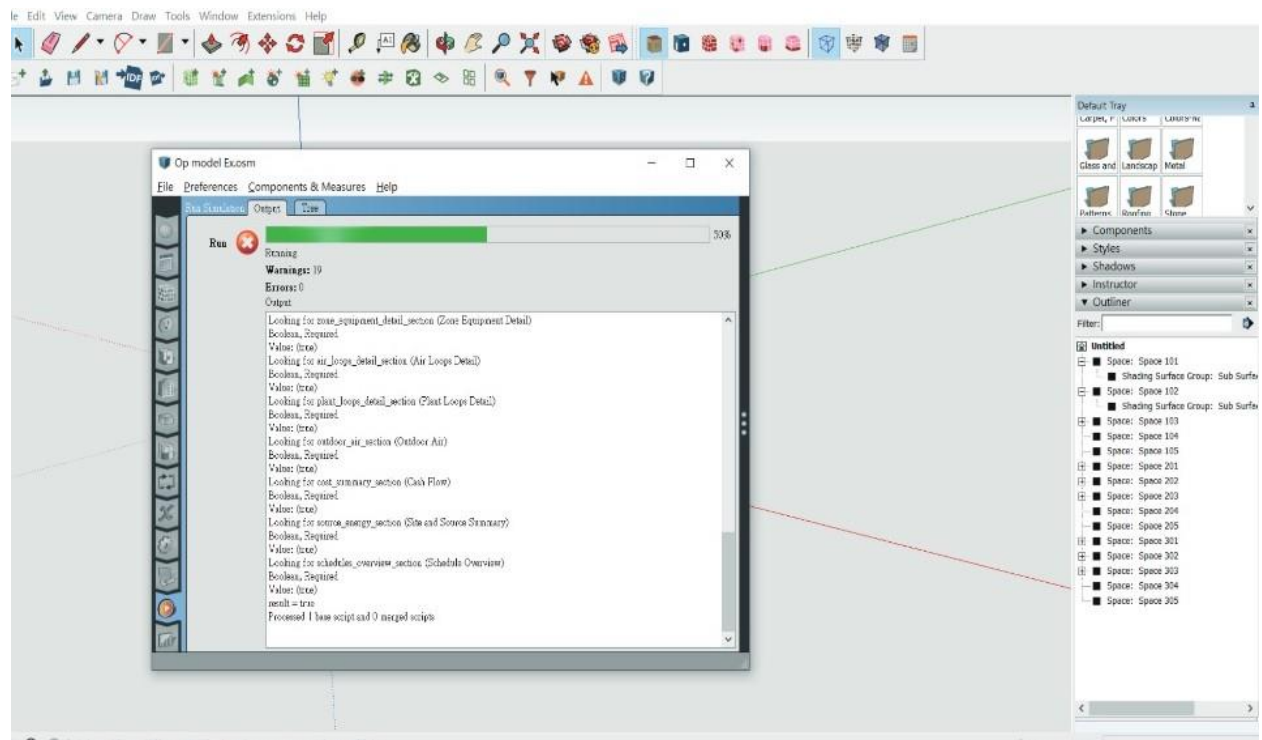 Edit View Camera Draw Tools Window Extensions Help
IDF
Default Tray
Carpet, F Colors Colors-Na
Glass and Landscap Metal
Patterns Roofing Stone
Components
Styles
Shadows
Instructor
Outliner
Filter:
Untitled
Space: Space 101
Shading Surface Group: Sub Surfa
Space: Space 102
Shading Surface Group: Sub Surfa
Space: Space 103
Space: Space 104
Space: Space 105
Space: Space 201
Space: Space 202
Space: Space 203
Space: Space 204
Space: Space 205
Space: Space 301
Space: Space 302
Space: Space 303
Space: Space 304
Space: Space 305
Op model Ex.osm
File Preferences Components & Measures Help
Run Simulation Output Tree
Run 50%
Running
Warnings: 19
Errors: 0
Output
Looking for zone_equipment_detail_section (Zone Equipment Detail)
Boolean, Required
Value: (true)
Looking for air_loops_detail_section (Air Loops Detail)
Boolean, Required
Value: (true)
Looking for plant_loops_detail_section (Plant Loops Detail)
Boolean, Required
Value: (true)
Looking for outdoor_air_section (Outdoor Air)
Boolean, Required
Value: (true)
Looking for cost_summary_section (Cash Flow)
Boolean, Required
Value: (true)
Looking for source_energy_section (Site and Source Summary)
Boolean, Required
Value: (true)
Looking for schedules_overview_section (Schedule Overview)
Boolean, Required
Value: (true)
result = true
Processed 1 base script and 0 merged scripts